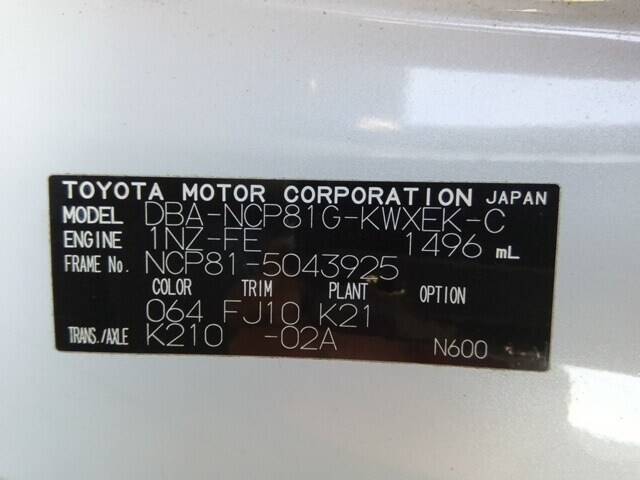 TOYOTA MOTOR CORPORATION JAPAN
MODEL DBA-NCP81G-KWXEK-C
ENGINE 1NZ-FE 1496 mL
FRAME No. NCP81-5043925
COLOR TRIM PLANT OPTION
064 FJ10 K21
TRANS./AXLE K210 -02A N600